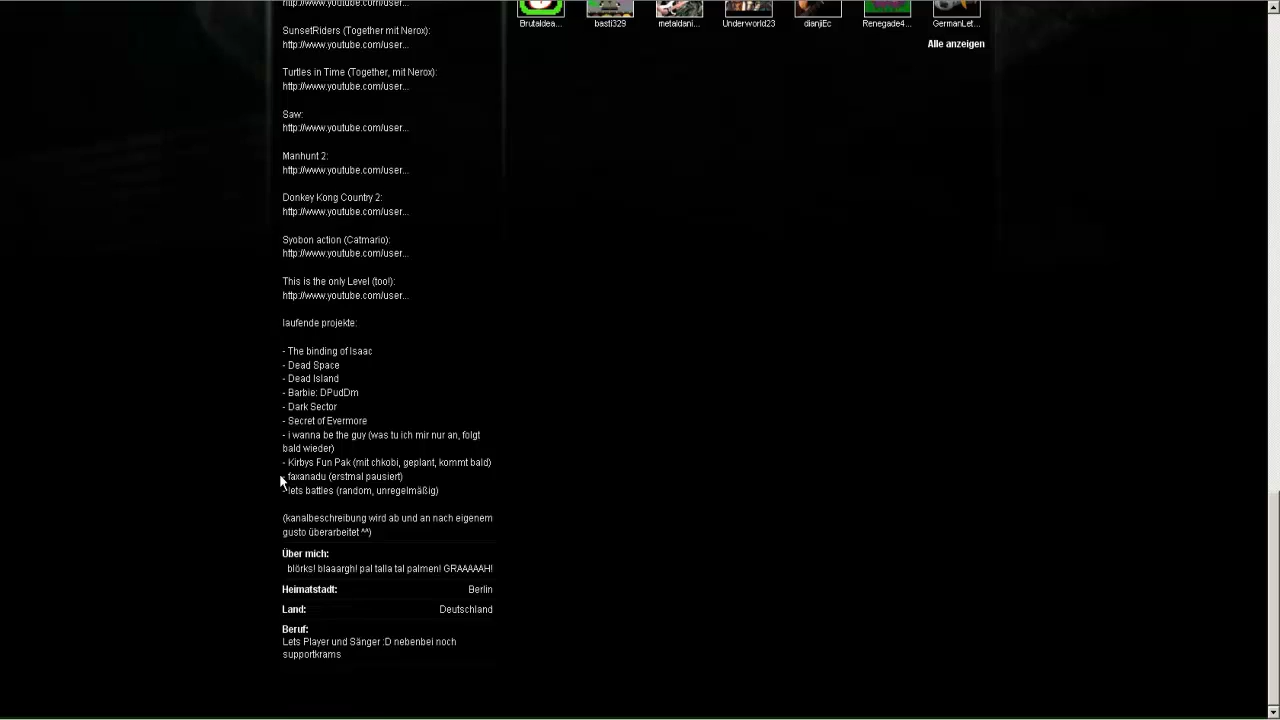 http://www.youtube.com/user...
SunsetRiders (Together mit Nerox):
http://www.youtube.com/user...
Turtles in Time (Together, mit Nerox):
http://www.youtube.com/user...
Saw:
http://www.youtube.com/user...
Manhunt 2:
http://www.youtube.com/user...
Donkey Kong Country 2:
http://www.youtube.com/user...
Syobon action (Catmario):
http://www.youtube.com/user...
This is the only Level (too!):
http://www.youtube.com/user...
laufende projekte:
- The binding of Isaac
- Dead Space
- Dead Island
- Barbie: DPudDm
- Dark Sector
- Secret of Evermore
- i wanna be the guy (was tu ich mir nur an, folgt
bald wieder)
- Kirbys Fun Pak (mit chkobi, geplant, kommt bald)
- faxanadu (erstmal pausiert)
- lets battles (random, unregelmäßig)
(kanalbeschreibung wird ab und an nach eigenem
gusto überarbeitet ^^)
Über mich:
blörks! blaaargh! pal talla tal palmen! GRAAAAAH!
Heimatstadt: Berlin
Land: Deutschland
Beruf:
Lets Player und Sänger :D nebenbei noch
supportkrams
Brutaldea... basti329 metaldani... Underworld23 dianjiEc Renegade4... GermanLet...
Alle anzeigen